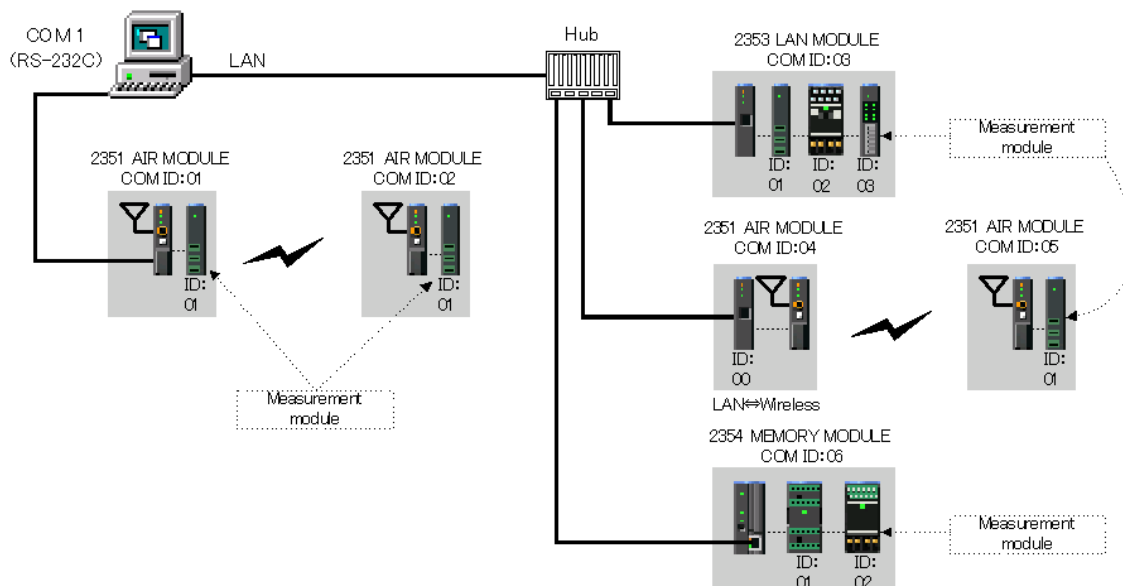 COM 1
(RS-232C)
LAN
Hub
2353 LAN MODULE
COM ID:03
ID:
01
ID:
02
ID:
03
Measurement
module
2351 AIR MODULE
COM ID:01
ID:
01
2351 AIR MODULE
COM ID:02
ID:
01
Measurement
module
2351 AIR MODULE
COM ID:04
ID:
00
LAN⇔Wireless
2351 AIR MODULE
COM ID:05
ID:
01
2354 MEMORY MODULE
COM ID:06
ID:
01
ID:
02
Measurement
module